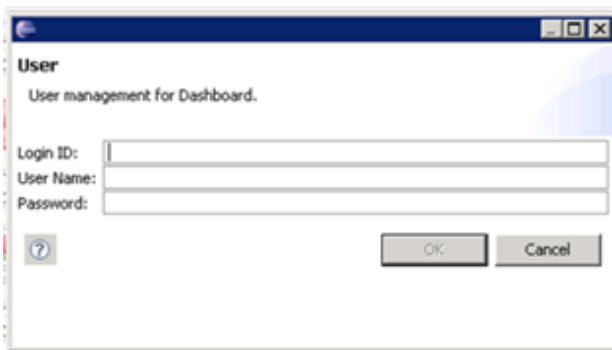 User
User management for Dashboard.
Login ID:
User Name:
Password:
?
OK
Cancel